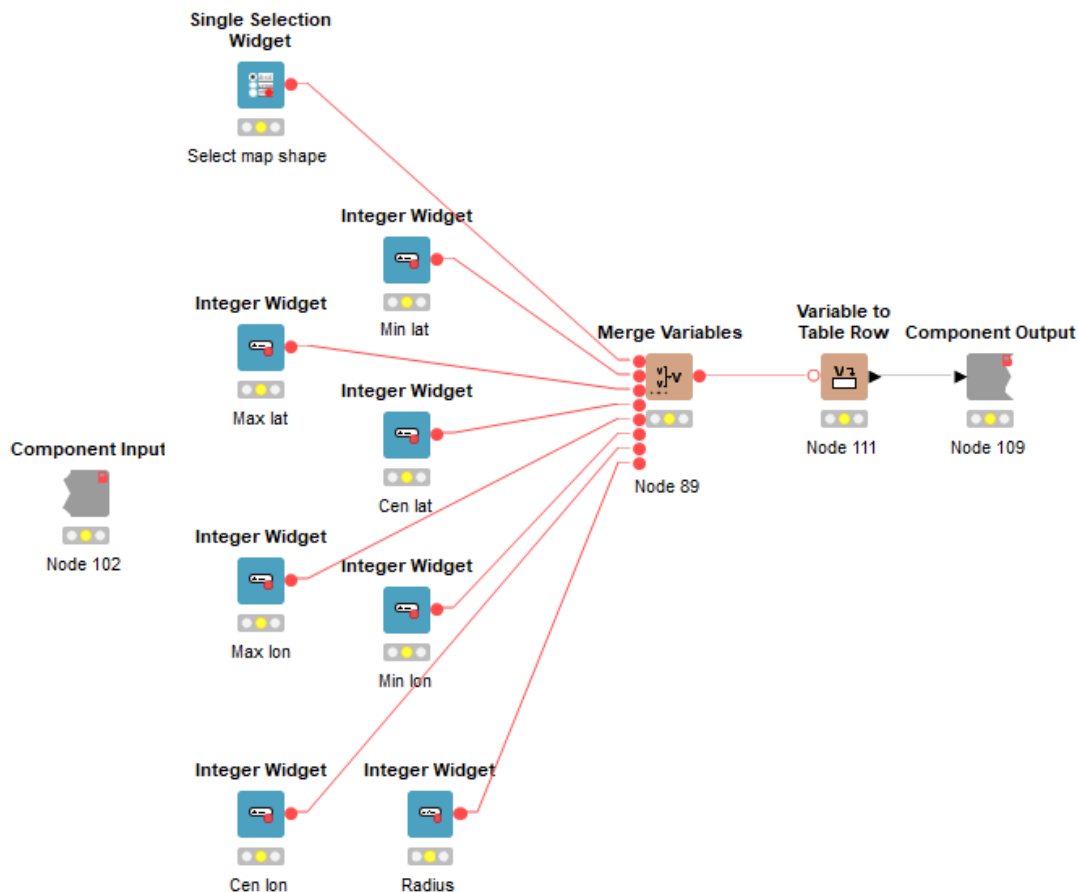 Single Selection
Widget
Select map shape
Integer Widget
Min lat
Integer Widget
Max lat
Integer Widget
Cen lat
Component Input
Node 102
Integer Widget
Max lon
Integer Widget
Min lon
Integer Widget
Cen lon
Integer Widget
Radius
Merge Variables
Node 89
Variable to
Table Row
Node 111
Component Output
Node 109